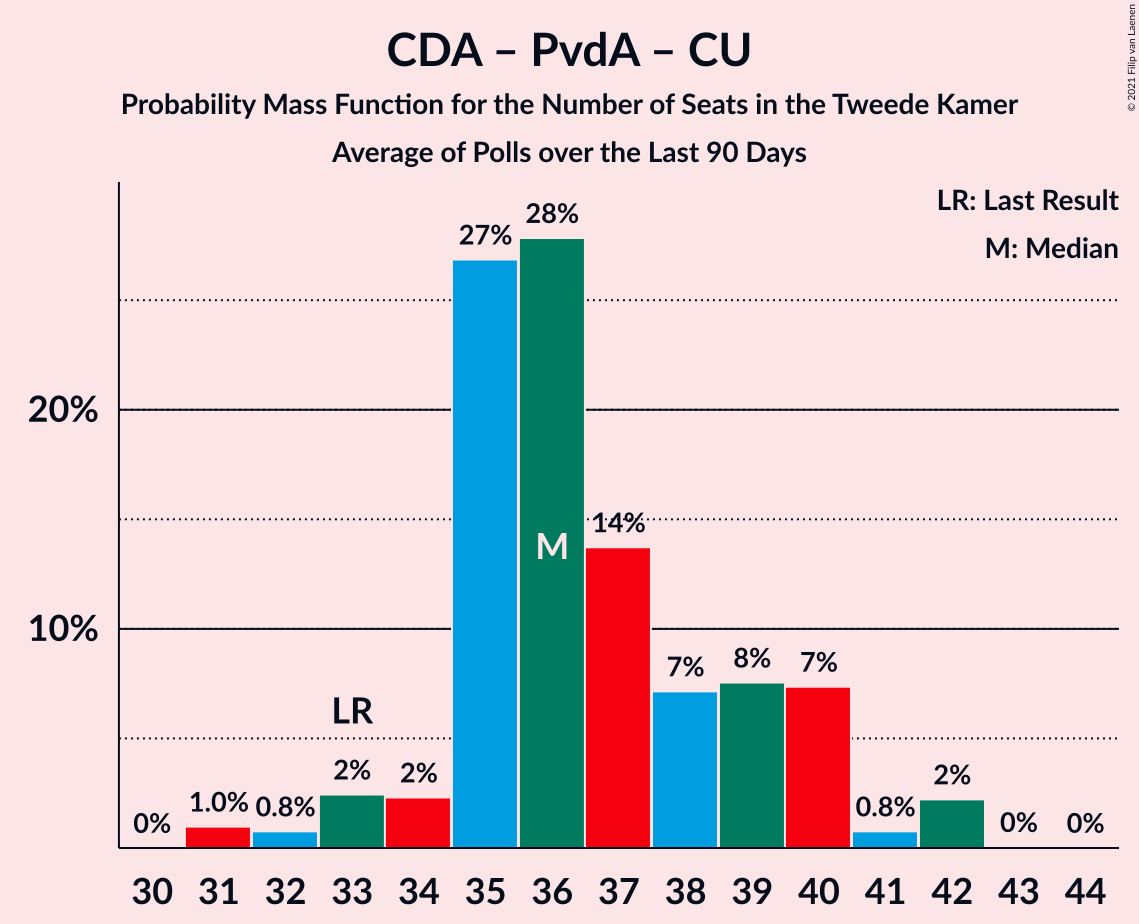 CDA – PvdA – CU
Probability Mass Function for the Number of Seats in the Tweede Kamer
Average of Polls over the Last 90 Days
© 2021 Filip van Laenen
LR: Last Result
M: Median
20%
10%
0%
1.0%
0.8%
2%
LR
2%
27%
28%
M
14%
7%
8%
7%
0.8%
2%
0%
0%
30 31 32 33 34 35 36 37 38 39 40 41 42 43 44